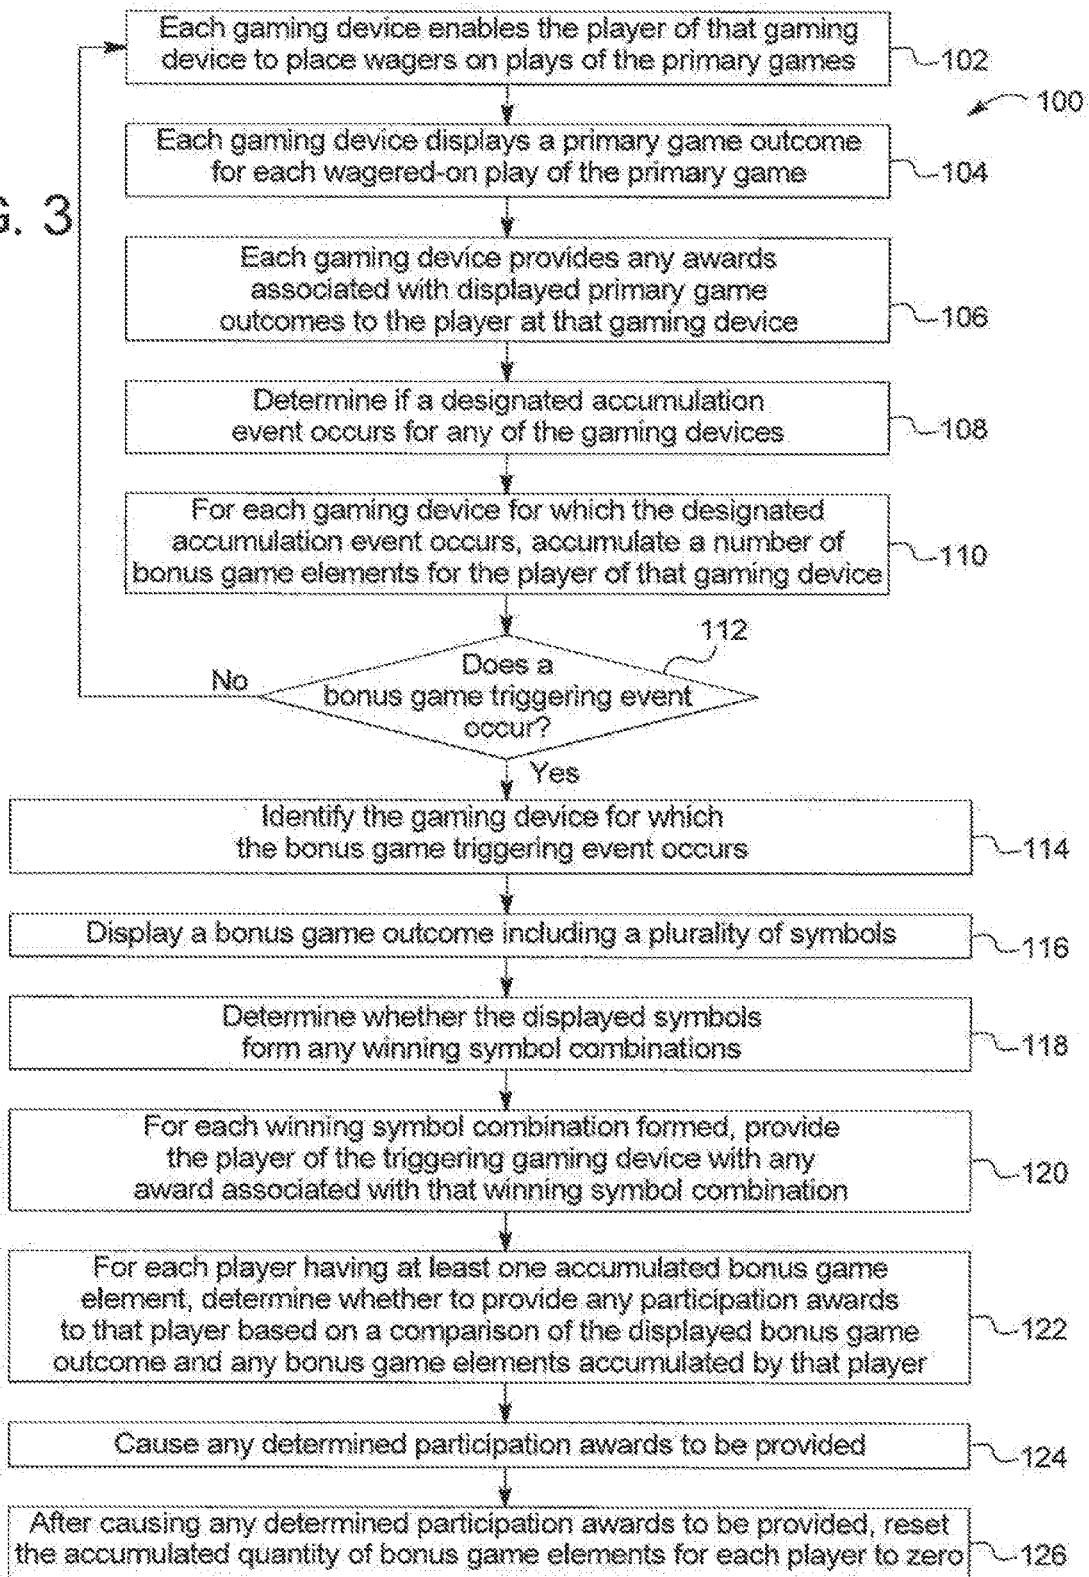 Each gaming device enables the player of that gaming
device to place wagers on plays of the primary games
102
100
Each gaming device displays a primary game outcome
for each wagered-on play of the primary game
104
G. 3
Each gaming device provides any awards
associated with displayed primary game
outcomes to the player at that gaming device
106
Determine if a designated accumulation
event occurs for any of the gaming devices
108
For each gaming device for which the designated
accumulation event occurs, accumulate a number of
bonus game elements for the player of that gaming device
110
112
No
Does a
bonus game triggering event
occur?
Yes
Identify the gaming device for which
the bonus game triggering event occurs
114
Display a bonus game outcome including a plurality of symbols
116
Determine whether the displayed symbols
form any winning symbol combinations
118
For each winning symbol combination formed, provide
the player of the triggering gaming device with any
award associated with that winning symbol combination
120
For each player having at least one accumulated bonus game
element, determine whether to provide any participation awards
to that player based on a comparison of the displayed bonus game
outcome and any bonus game elements accumulated by that player
122
Cause any determined participation awards to be provided
124
After causing any determined participation awards to be provided, reset
the accumulated quantity of bonus game elements for each player to zero
126